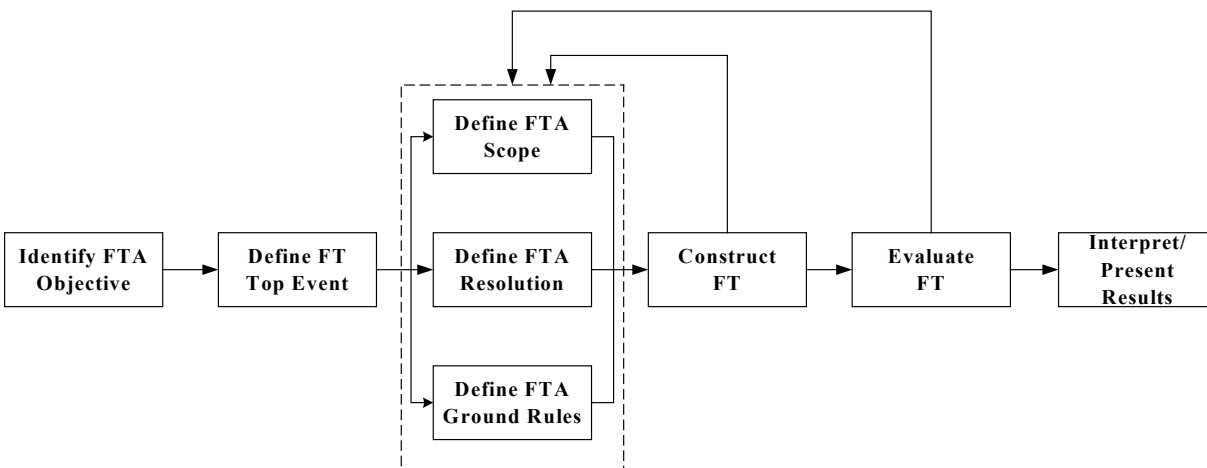 Identify FTA
Objective
Define FT
Top Event
Define FTA
Scope
Define FTA
Resolution
Define FTA
Ground Rules
Construct
FT
Evaluate
FT
Interpret/
Present
Results